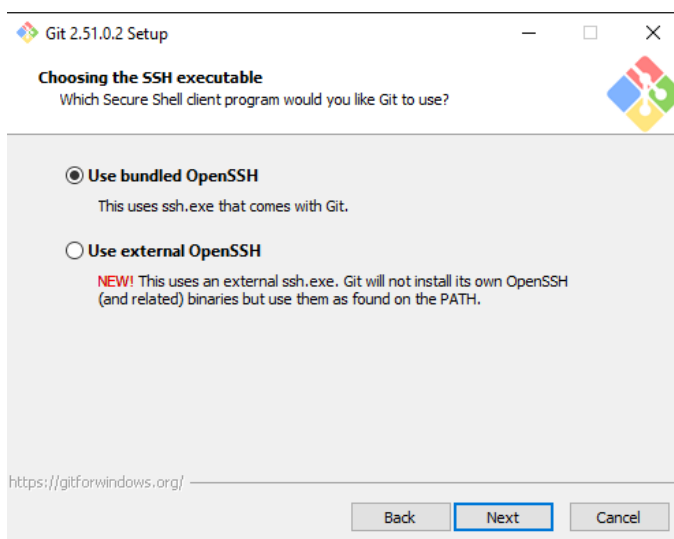 Git 2.51.0.2 Setup
Choosing the SSH executable
Which Secure Shell client program would you like Git to use?
Use bundled OpenSSH
This uses ssh.exe that comes with Git.
Use external OpenSSH
NEW! This uses an external ssh.exe. Git will not install its own OpenSSH
(and related) binaries but use them as found on the PATH.
https://gitforwindows.org/
Back Next Cancel